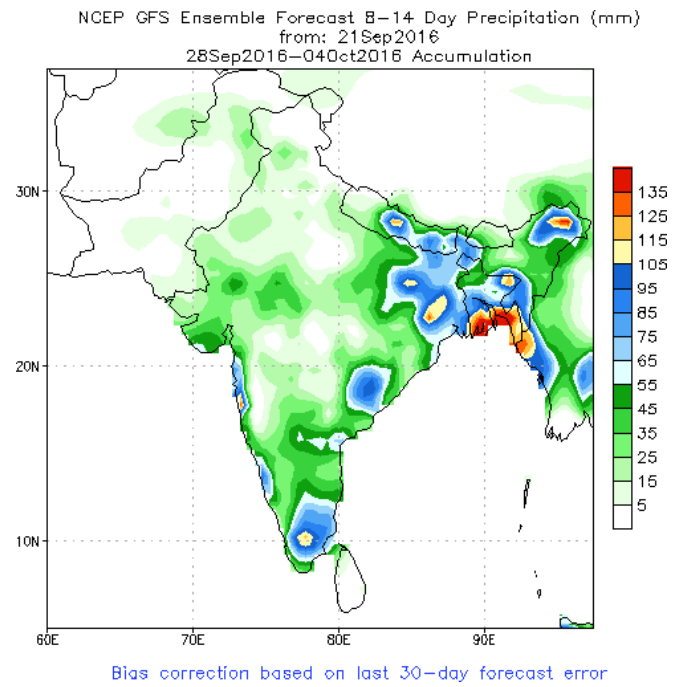 NCEP GFS Ensemble Forecast 8-14 Day Precipitation (mm)
from: 21Sep2016
28Sep2016-04Oct2016 Accumulation
30N
20N
10N
60E
70E
80E
90E
135
125
115
105
95
85
75
65
55
45
35
25
15
5
Bias correction based on last 30-day forecast error